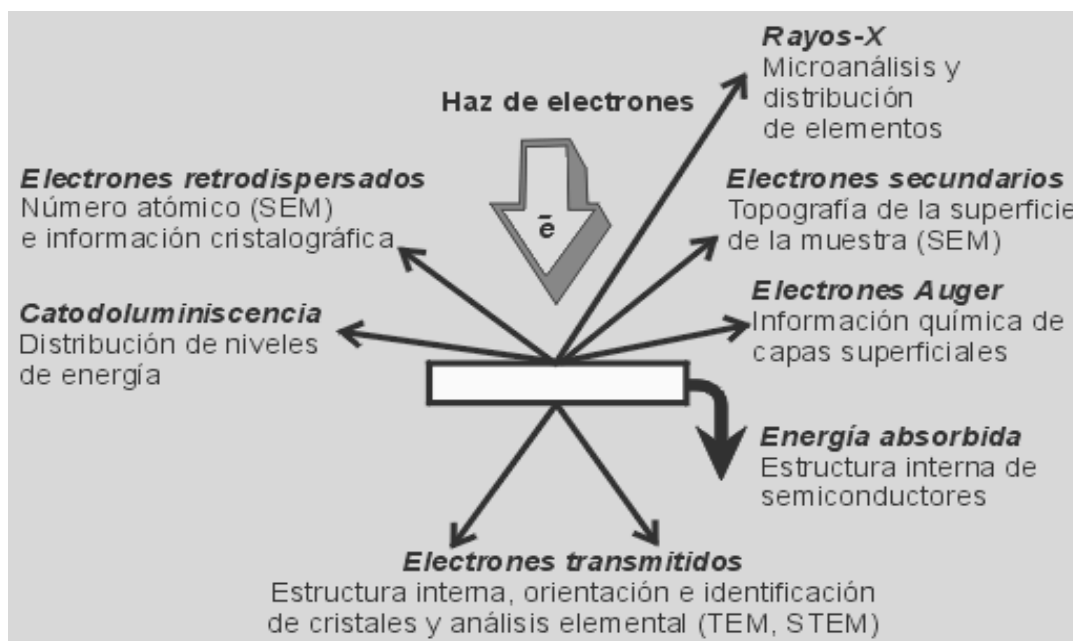 Rayos-X
Microanálisis y
distribución
de elementos
Haz de electrones
ē
Electrones retrodispersados
Número atómico (SEM)
e información cristalográfica
Electrones secundarios
Topografía de la superficie
de la muestra (SEM)
Catodoluminiscencia
Distribución de niveles
de energía
Electrones Auger
Información química de
capas superficiales
Energía absorbida
Estructura interna de
semiconductores
Electrones transmitidos
Estructura interna, orientación e identificación
de cristales y análisis elemental (TEM, STEM)